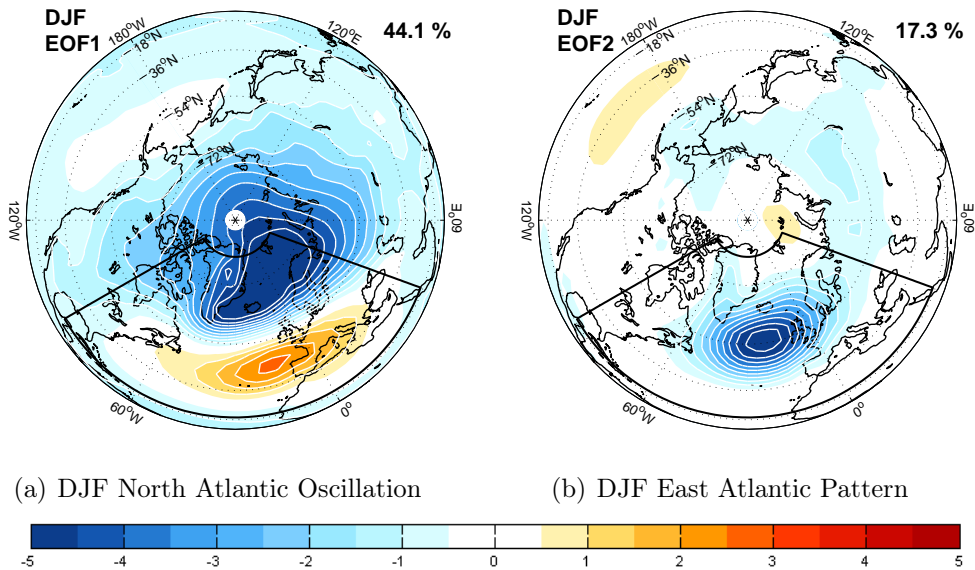 DJF
EOF1
44.1 %
180°W
120°E
−18°N
−36°N
−54°N
−72°N
120°W
60°E
60°W
0°
DJF
EOF2
17.3 %
180°W
120°E
−18°N
−36°N
−54°N
−72°N
120°W
60°E
60°W
0°
(a) DJF North Atlantic Oscillation
(b) DJF East Atlantic Pattern
-5 -4 -3 -2 -1 0 1 2 3 4 5